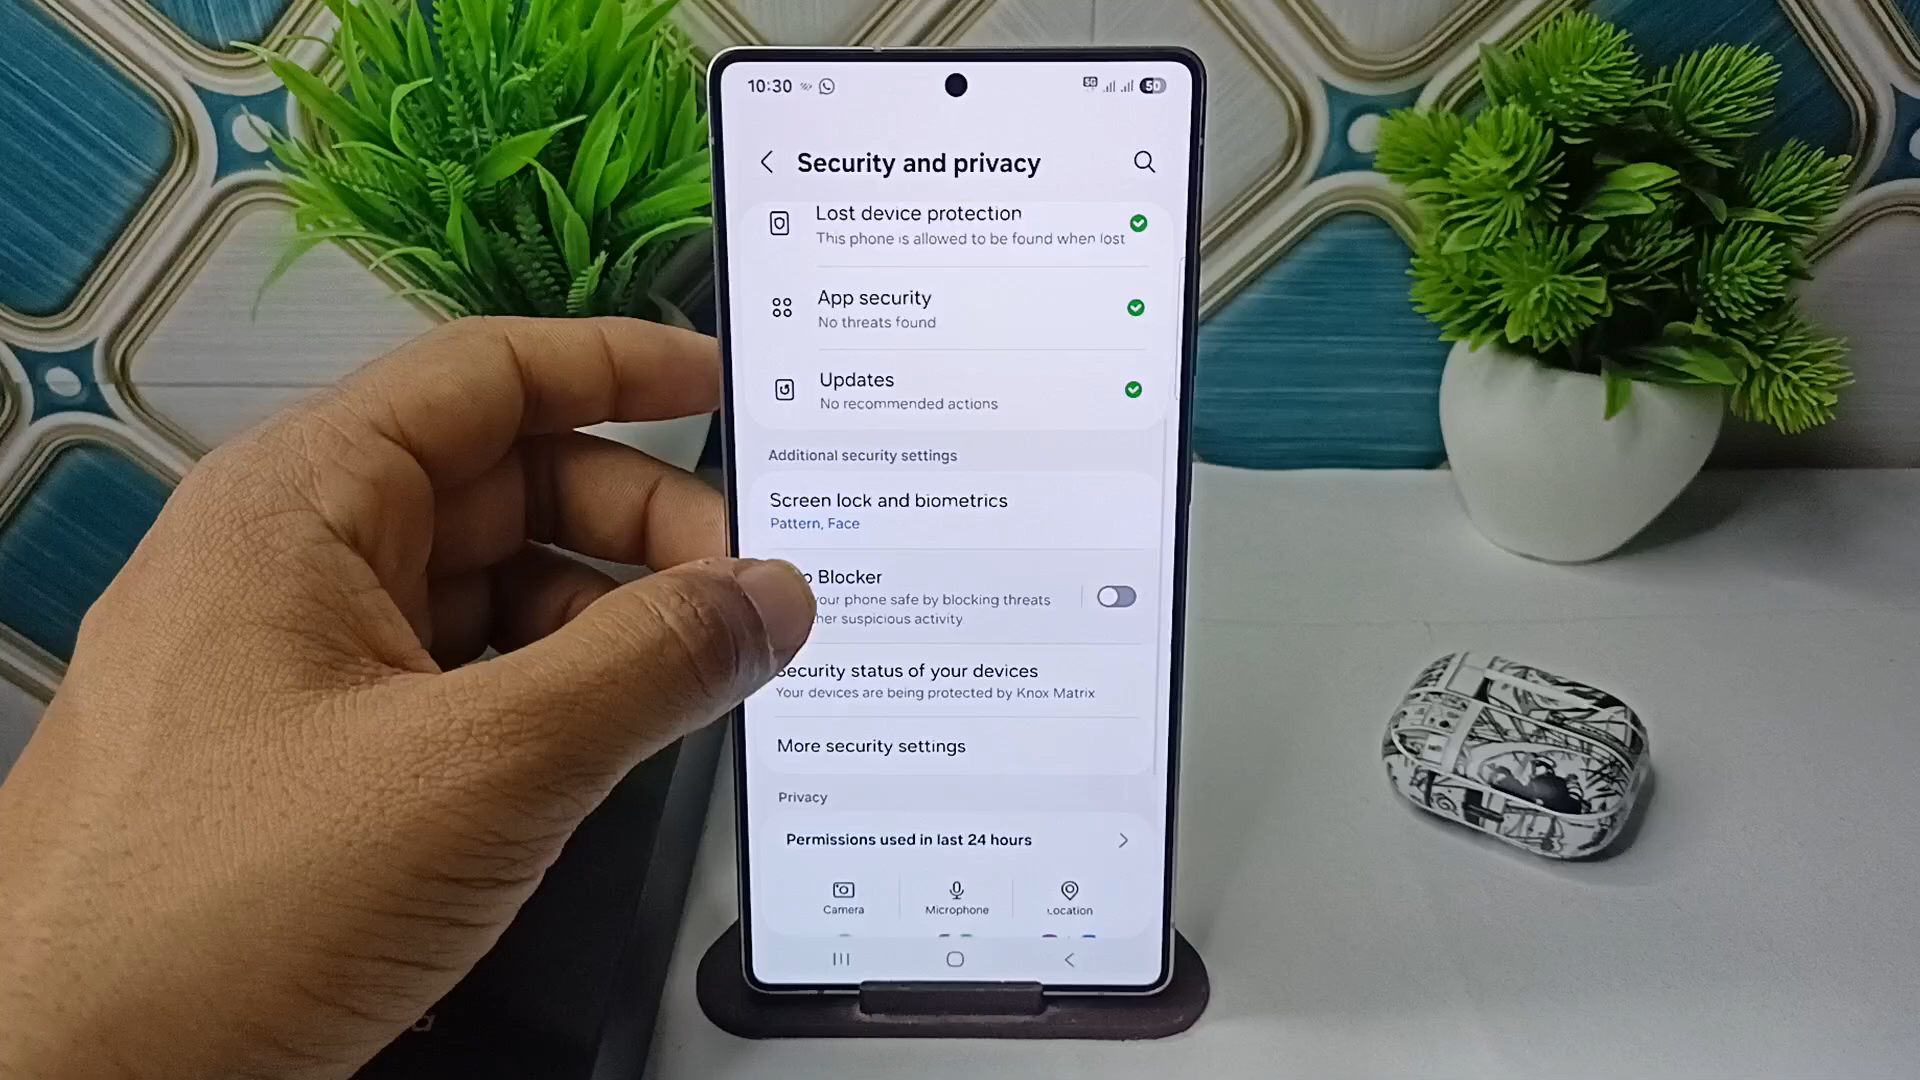 10:30
5G
50
Security and privacy
Lost device protection
This phone is allowed to be found when lost
App security
No threats found
Updates
No recommended actions
Additional security settings
Screen lock and biometrics
Pattern, Face
Blocker
your phone safe by blocking threats
suspicious activity
Security status of your devices
Your devices are being protected by Knox Matrix
More security settings
Privacy
Permissions used in last 24 hours
Camera
Microphone
Location